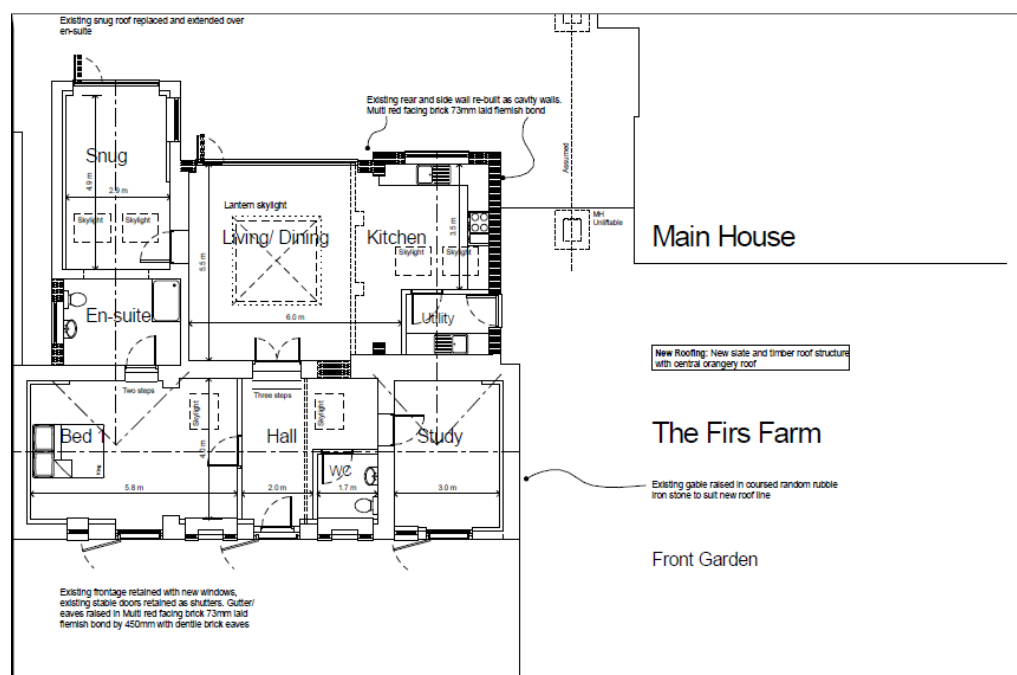 Existing snug roof replaced and extended over
en-suite
Existing rear and side wall re-built as cavity walls.
Multi red facing brick 73mm laid flemish bond
Assumed
Snug
4.9 m
2.9 m
Skylight
Skylight
Lantern skylight
Living/ Dining
5.5 m
6.0 m
Kitchen
3.5 m
Skylight
Skylight
MH
Unliftable
Main House
En-suite
Utility
New Roofing: New slate and timber roof structure
with central orangery roof
Two steps
Three steps
Skylight
Skylight
Bed 1
4.0 m
Hall
Study
WC
5.8 m
2.0 m
1.7 m
3.0 m
The Firs Farm
Existing gable raised in coursed random rubble
iron stone to suit new roof line
Front Garden
Existing frontage retained with new windows,
existing stable doors retained as shutters. Gutter/
eaves raised in Multi red facing brick 73mm laid
flemish bond by 450mm with dentile brick eaves